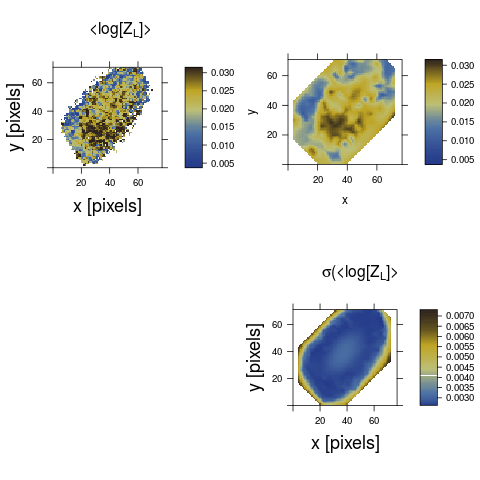 <log[Z_L]>
y [pixels]
60
40
20
20 40 60
x [pixels]
0.030
0.025
0.020
0.015
0.010
0.005
y
60
40
20
20 40 60
x
0.030
0.025
0.020
0.015
0.010
0.005
σ(<log[Z_L]>
y [pixels]
60
40
20
20 40 60
x [pixels]
0.0070
0.0065
0.0060
0.0055
0.0050
0.0045
0.0040
0.0035
0.0030